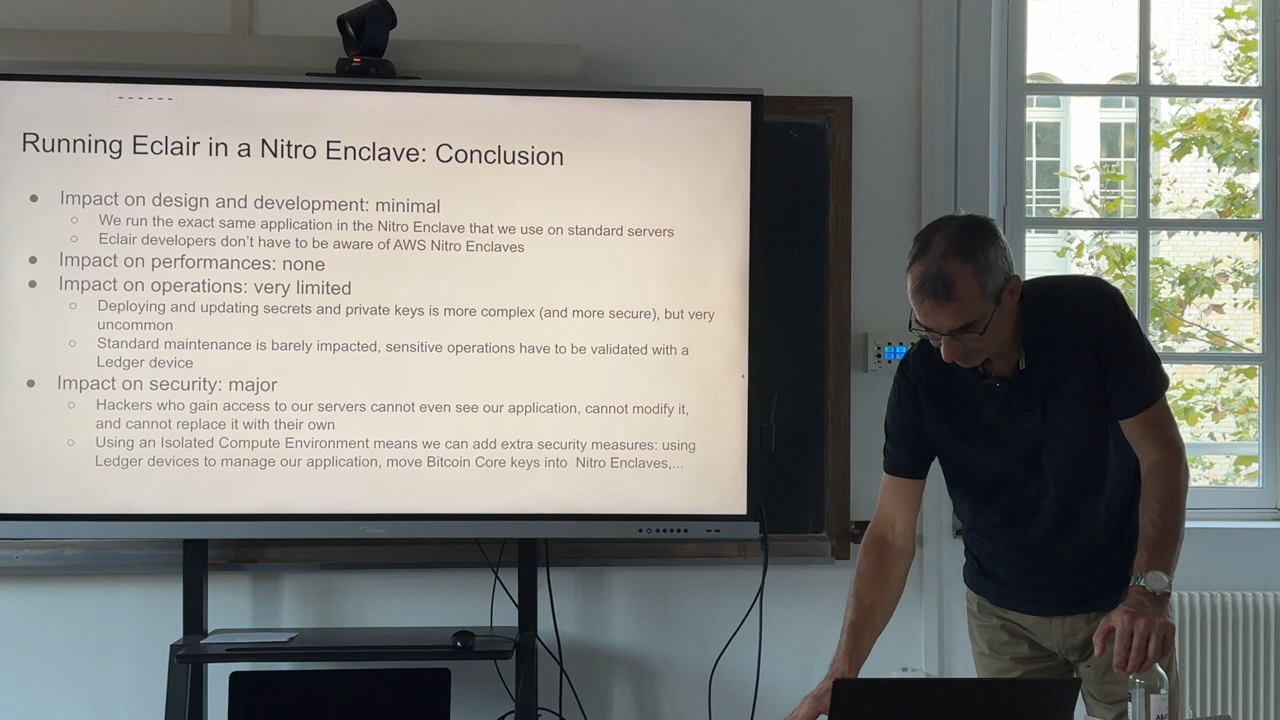 Running Eclair in a Nitro Enclave: Conclusion
● Impact on design and development: minimal
○ We run the exact same application in the Nitro Enclave that we use on standard servers
○ Eclair developers don't have to be aware of AWS Nitro Enclaves
● Impact on performances: none
● Impact on operations: very limited
○ Deploying and updating secrets and private keys is more complex (and more secure), but very
uncommon
○ Standard maintenance is barely impacted, sensitive operations have to be validated with a
Ledger device
● Impact on security: major
○ Hackers who gain access to our servers cannot even see our application, cannot modify it,
and cannot replace it with their own
○ Using an Isolated Compute Environment means we can add extra security measures: using
Ledger devices to manage our application, move Bitcoin Core keys into Nitro Enclaves,...